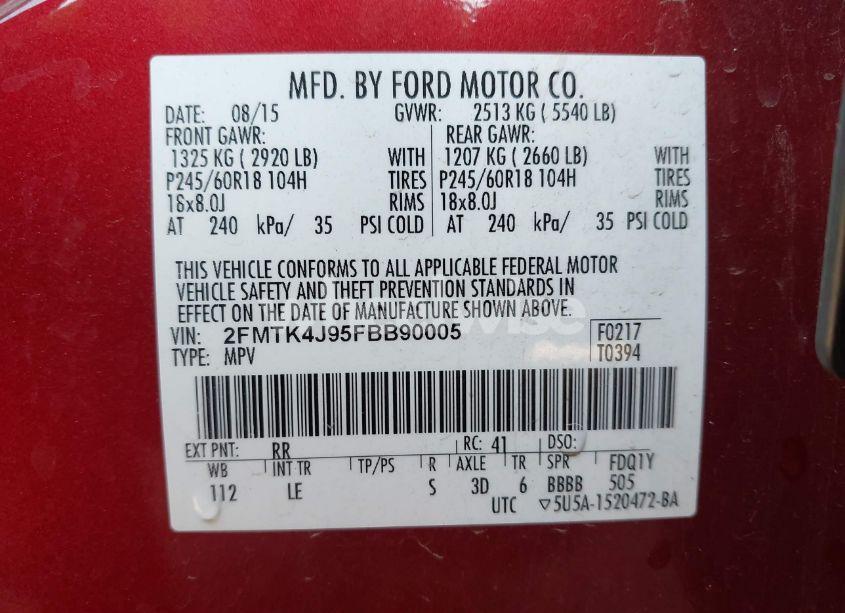 MFD. BY FORD MOTOR CO.
DATE: 08/15 GVWR: 2513 KG ( 5540 LB)
FRONT GAWR: REAR GAWR:
1325 KG ( 2920 LB) WITH 1207 KG ( 2660 LB) WITH
P245/60R18 104H TIRES P245/60R18 104H TIRES
18x8.0J RIMS 18x8.0J RIMS
AT 240 kPa/ 35 PSI COLD AT 240 kPa/ 35 PSI COLD
THIS VEHICLE CONFORMS TO ALL APPLICABLE FEDERAL MOTOR
VEHICLE SAFETY AND THEFT PREVENTION STANDARDS IN
EFFECT ON THE DATE OF MANUFACTURE SHOWN ABOVE.
VIN: 2FMTK4J95FBB90005 F0217
TYPE: MPV T0394
EXT PNT: RR RC: 41 DSO:
WB INT TR TP/PS R AXLE TR SPR FDQ1Y
112 LE S 3D 6 BBBB 505
UTC ▽5U5A-1520472-BA